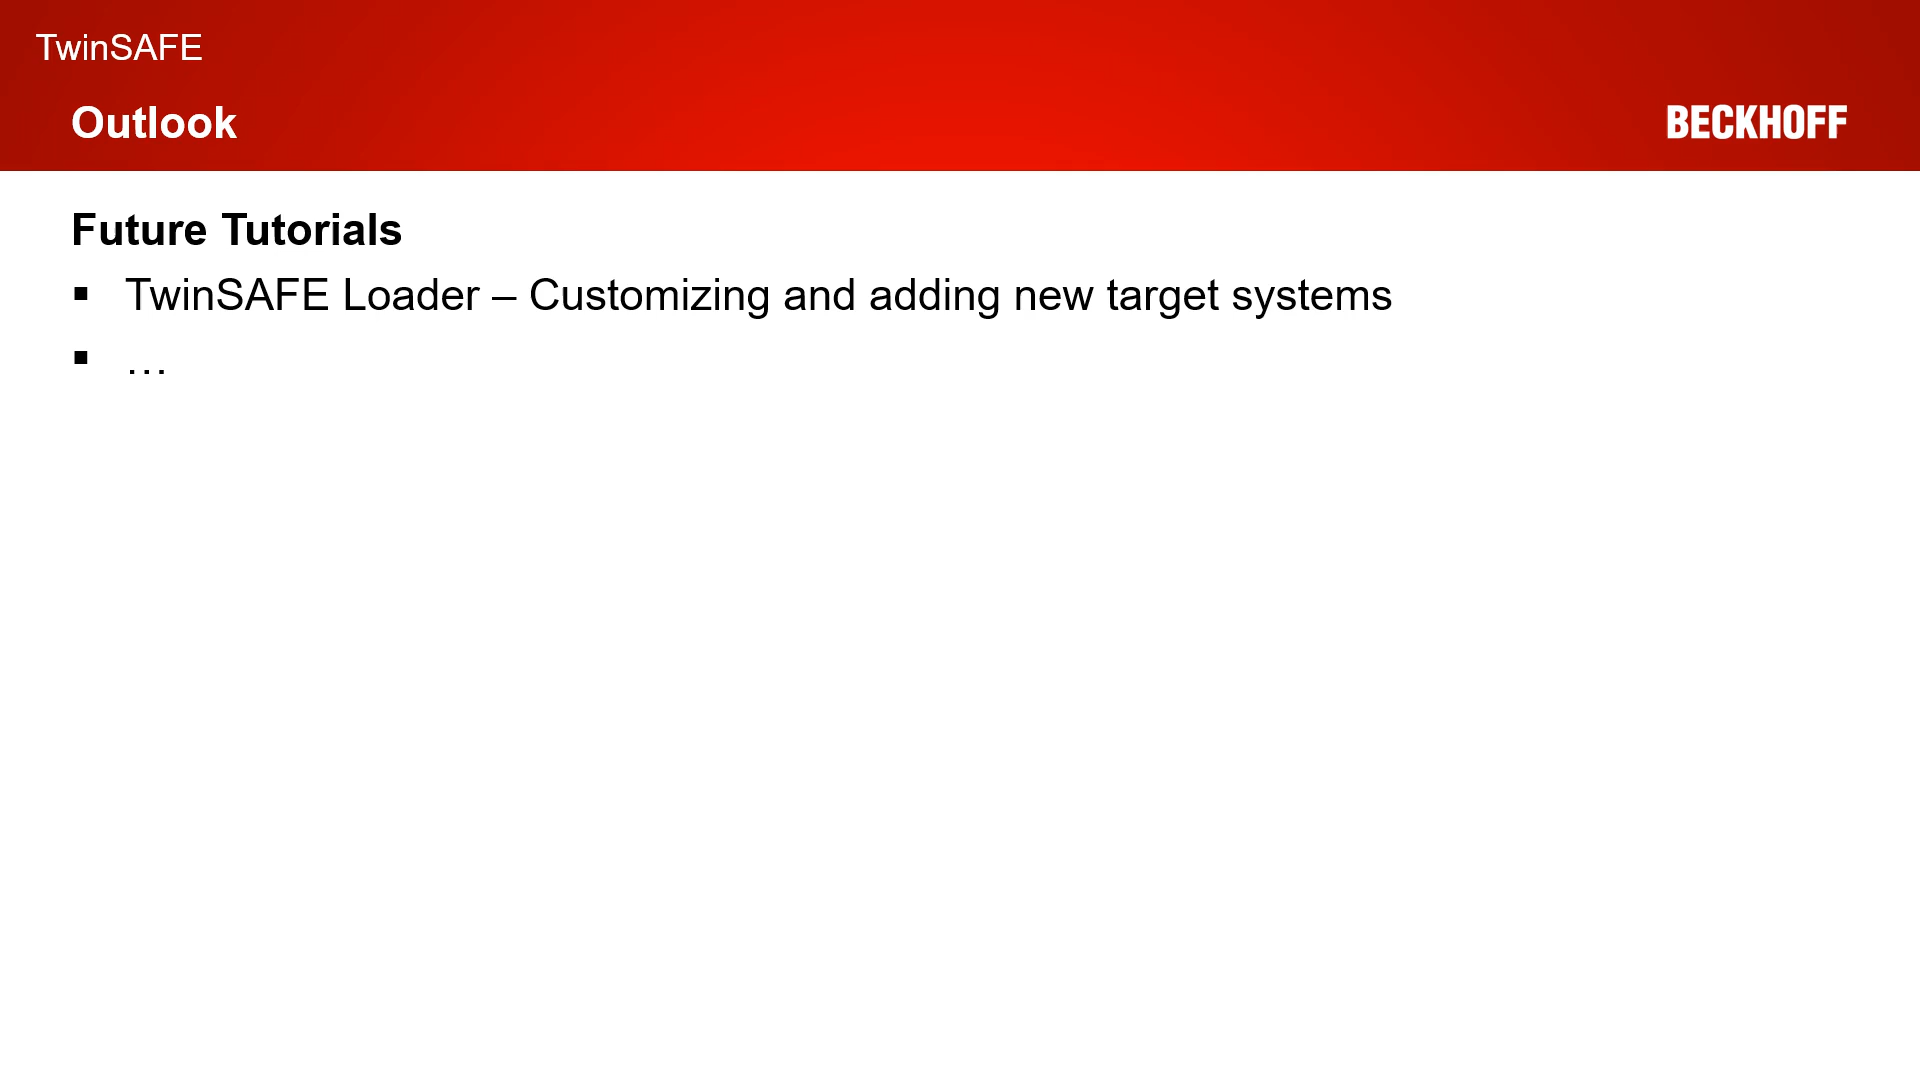 TwinSAFE
Outlook
BECKHOFF
Future Tutorials
▪ TwinSAFE Loader – Customizing and adding new target systems
▪ …